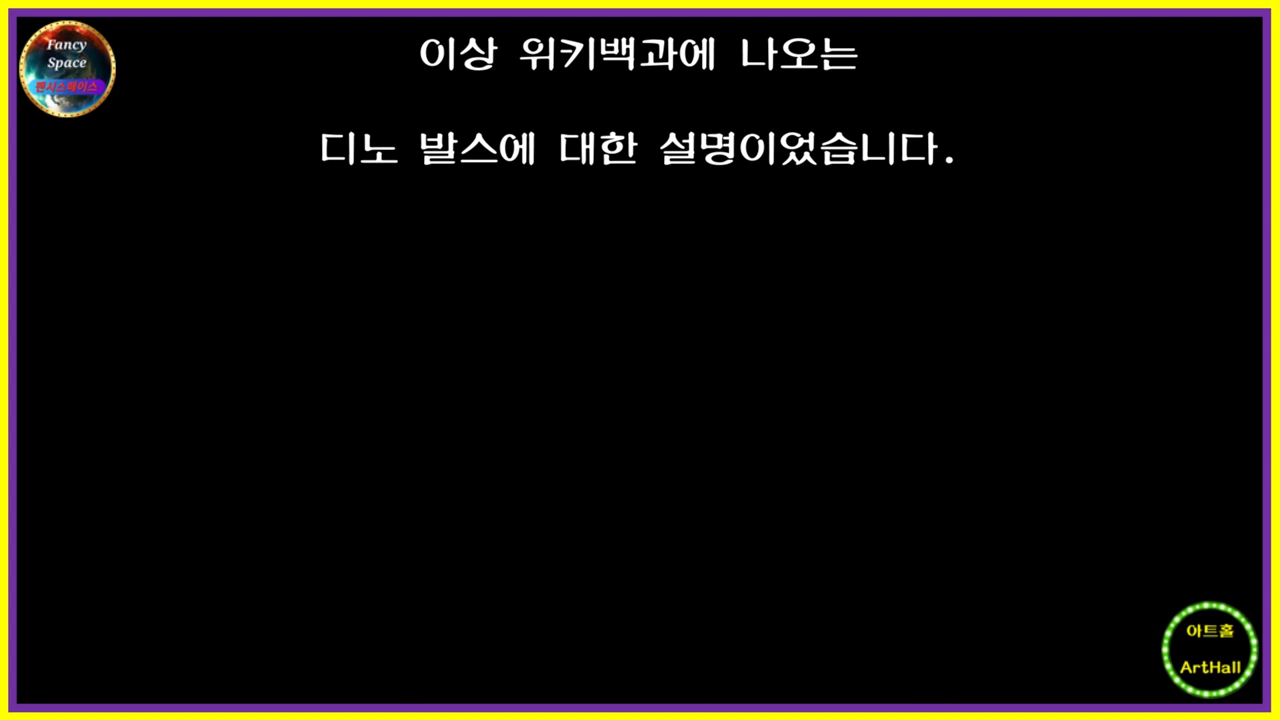 Fancy
Space
팬시스페이스
이상 위키백과에 나오는
디노 발스에 대한 설명이었습니다.
아트홀
ArtHall